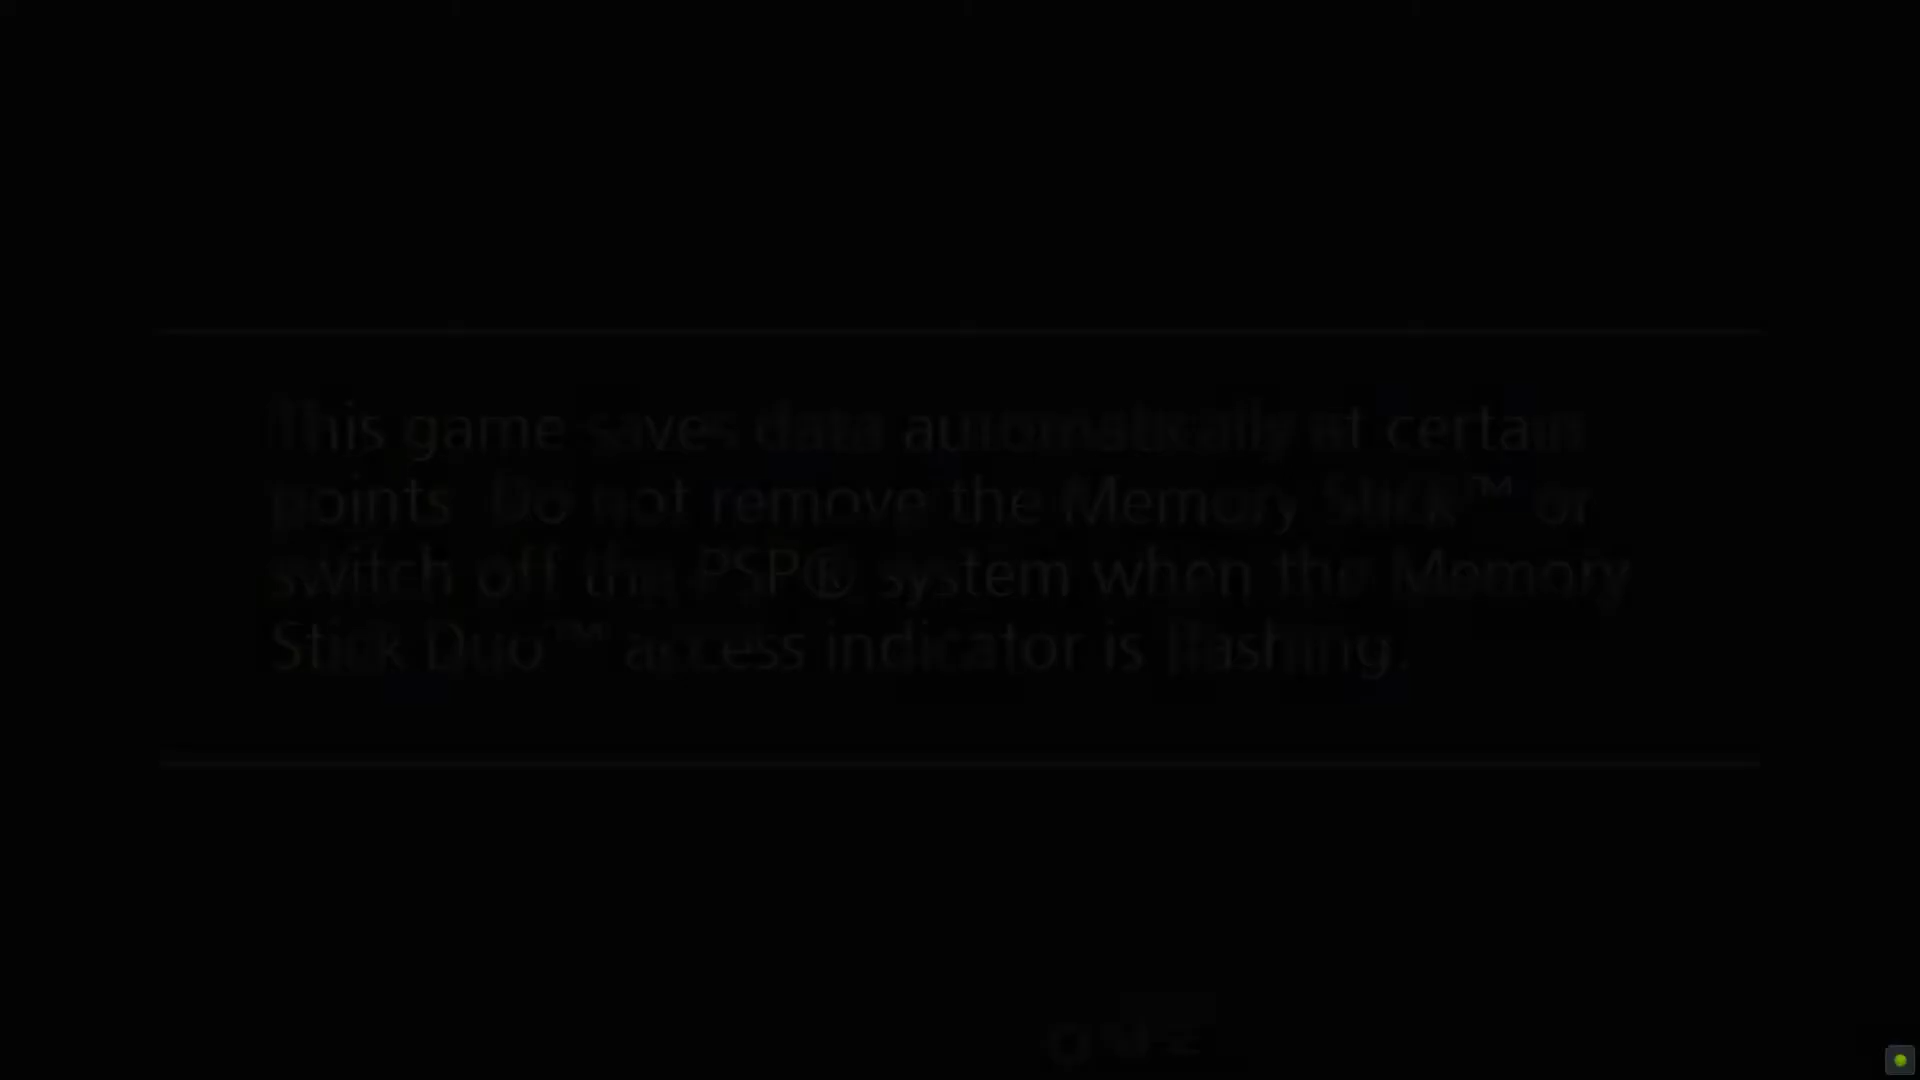 This game saves data automatically at certain
points. Do not remove the Memory Stick™ or
switch off the PSP® system when the Memory
Stick Duo™ access indicator is flashing.